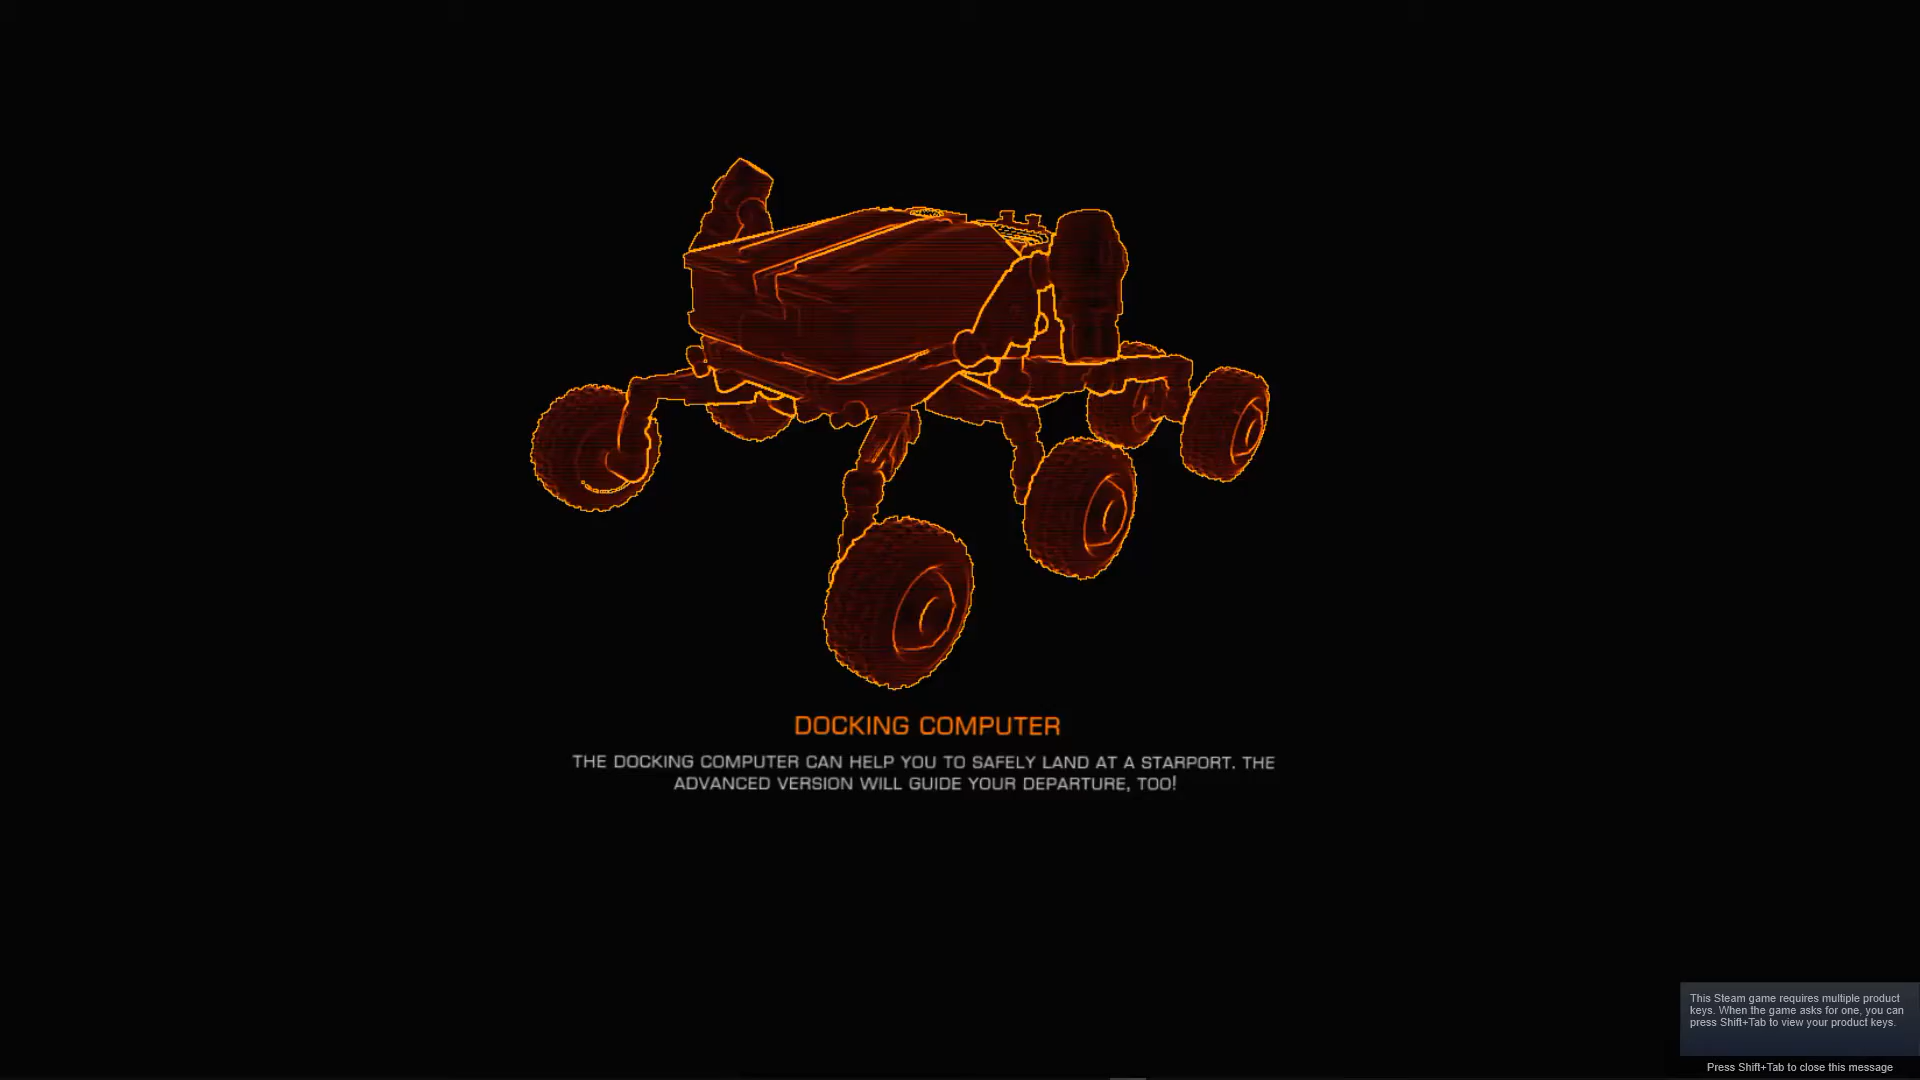 DOCKING COMPUTER
THE DOCKING COMPUTER CAN HELP YOU TO SAFELY LAND AT A STARPORT. THE
ADVANCED VERSION WILL GUIDE YOUR DEPARTURE, TOO!
This Steam game requires multiple product
keys. When the game asks for one, you can
press Shift+Tab to view your product keys.
Press Shift+Tab to close this message